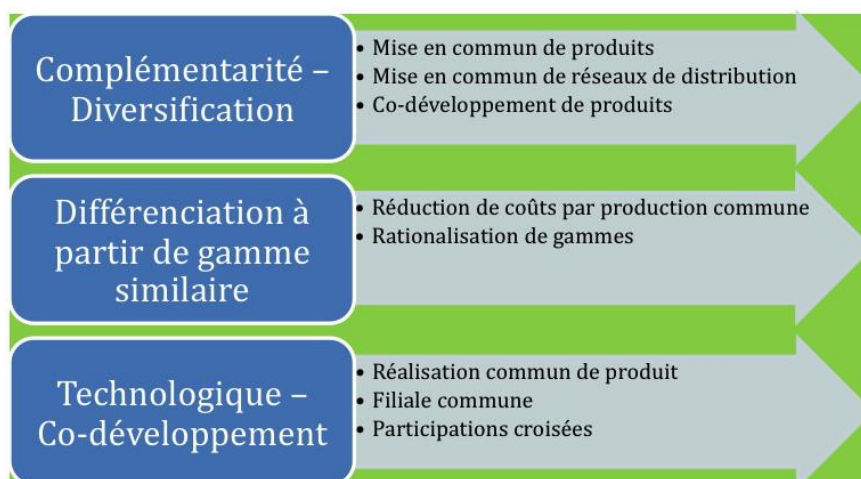 Complémentarité –
Diversification
• Mise en commun de produits
• Mise en commun de réseaux de distribution
• Co-développement de produits
Différenciation à
partir de gamme
similaire
• Réduction de coûts par production commune
• Rationalisation de gammes
Technologique –
Co-développement
• Réalisation commun de produit
• Filiale commune
• Participations croisées